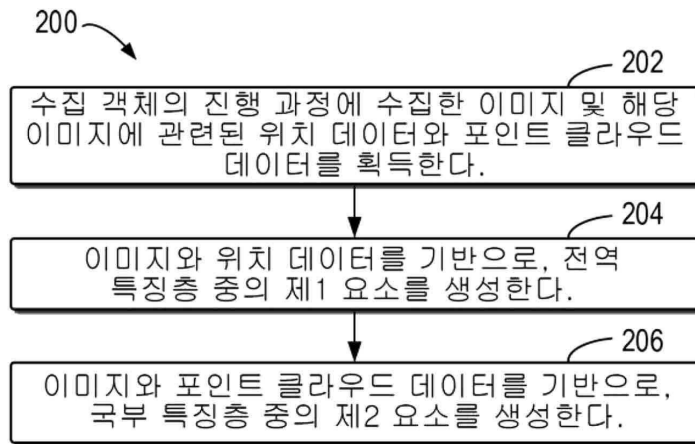 200
202
수집 객체의 진행 과정에 수집한 이미지 및 해당
이미지에 관련된 위치 데이터와 포인트 클라우드
데이터를 획득한다.
204
이미지와 위치 데이터를 기반으로, 전역
특징층 중의 제1 요소를 생성한다.
206
이미지와 포인트 클라우드 데이터를 기반으로,
국부 특징층 중의 제2 요소를 생성한다.